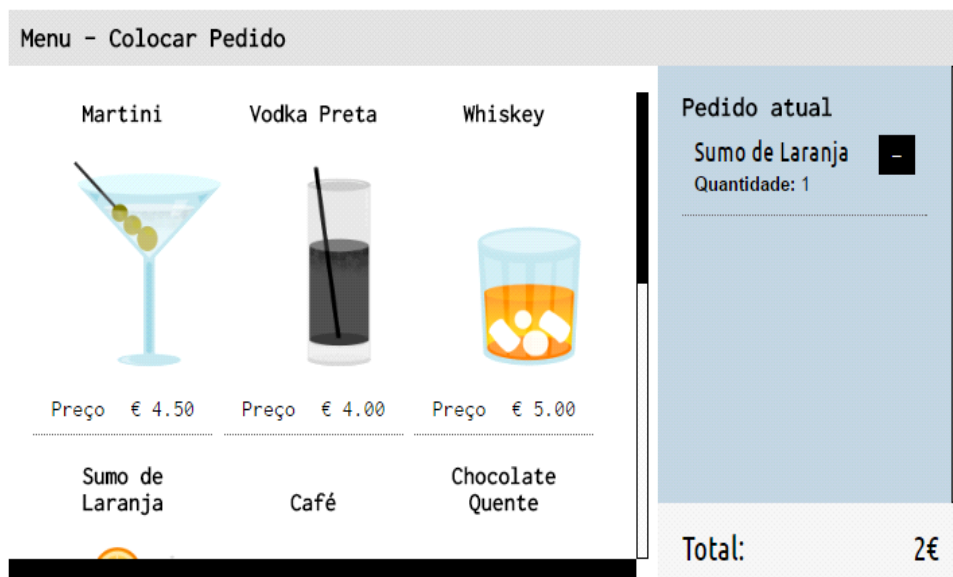 Menu - Colocar Pedido
Martini
Vodka Preta
Whiskey
Preço € 4.50
Preço € 4.00
Preço € 5.00
Sumo de
Laranja
Café
Chocolate
Quente
Pedido atual
Sumo de Laranja –
Quantidade: 1
Total: 2€